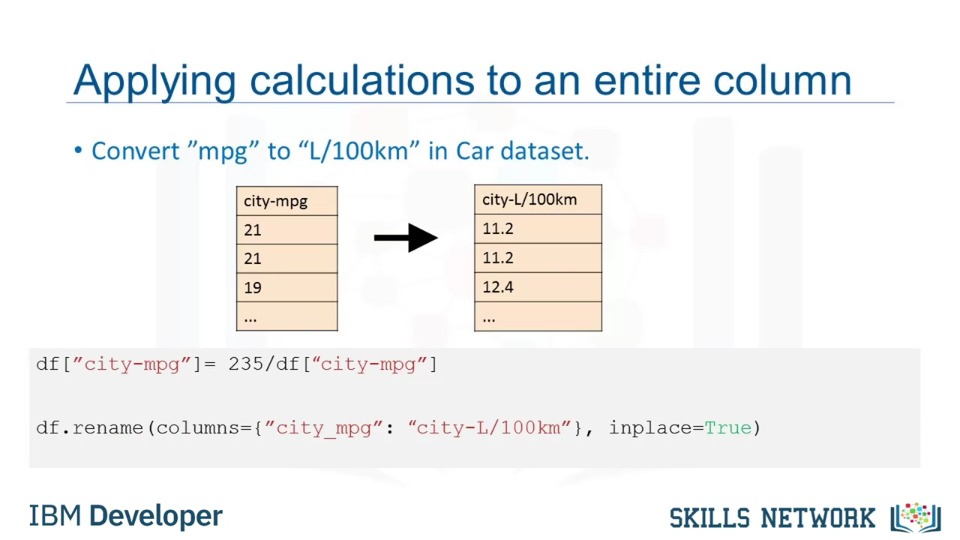 Applying calculations to an entire column
• Convert ”mpg” to “L/100km” in Car dataset.
city-mpg
21
21
19
...
city-L/100km
11.2
11.2
12.4
...
df[”city-mpg”]= 235/df[“city-mpg”]
df.rename(columns={”city_mpg”: “city-L/100km”}, inplace=True)
IBM Developer
SKILLS NETWORK